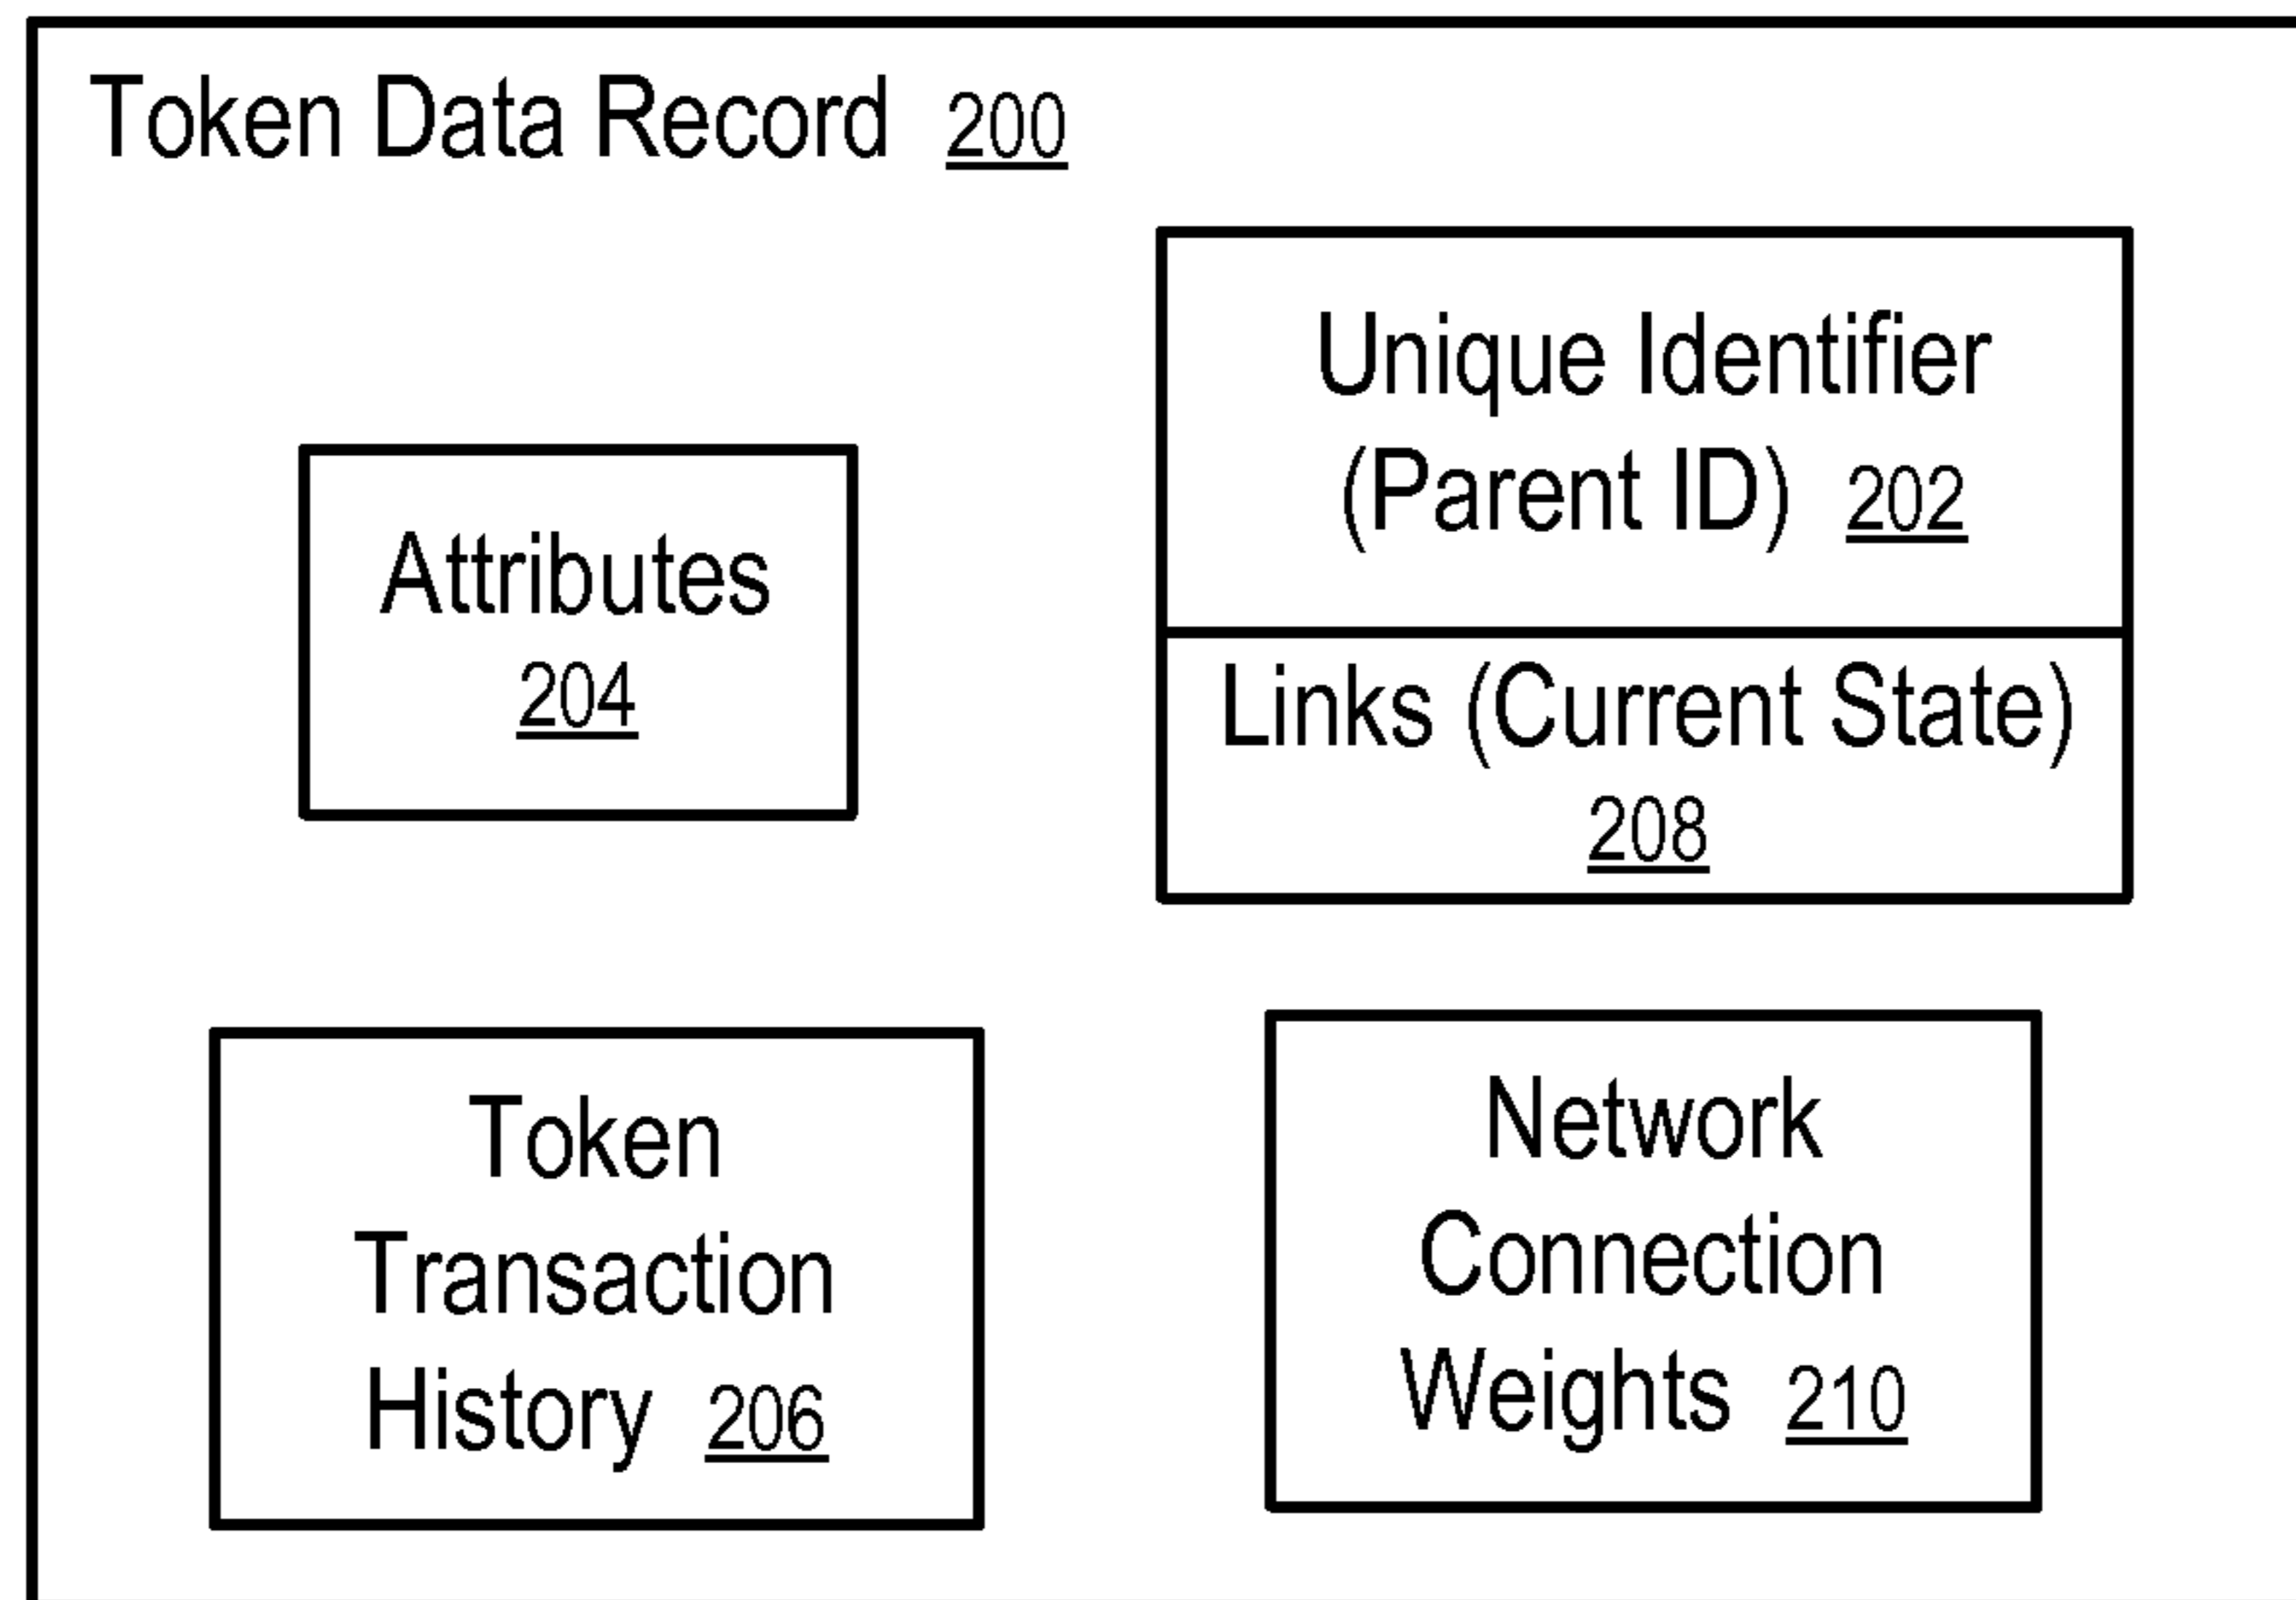 Token Data Record 200
Unique Identifier
(Parent ID) 202
Attributes
204
Links (Current State)
208
Token
Transaction
History 206
Network
Connection
Weights 210